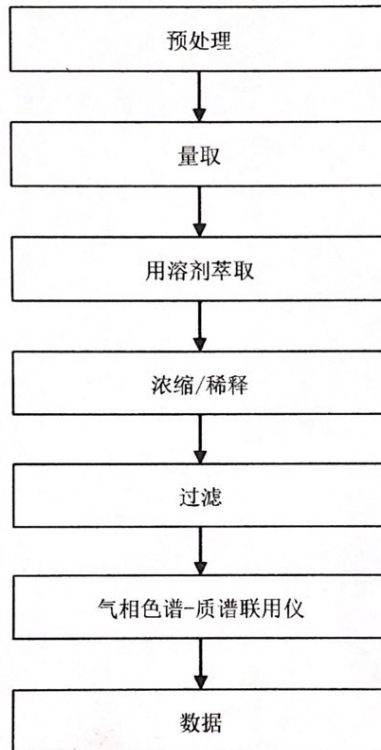 预处理
量取
用溶剂萃取
浓缩/稀释
过滤
气相色谱-质谱联用仪
数据